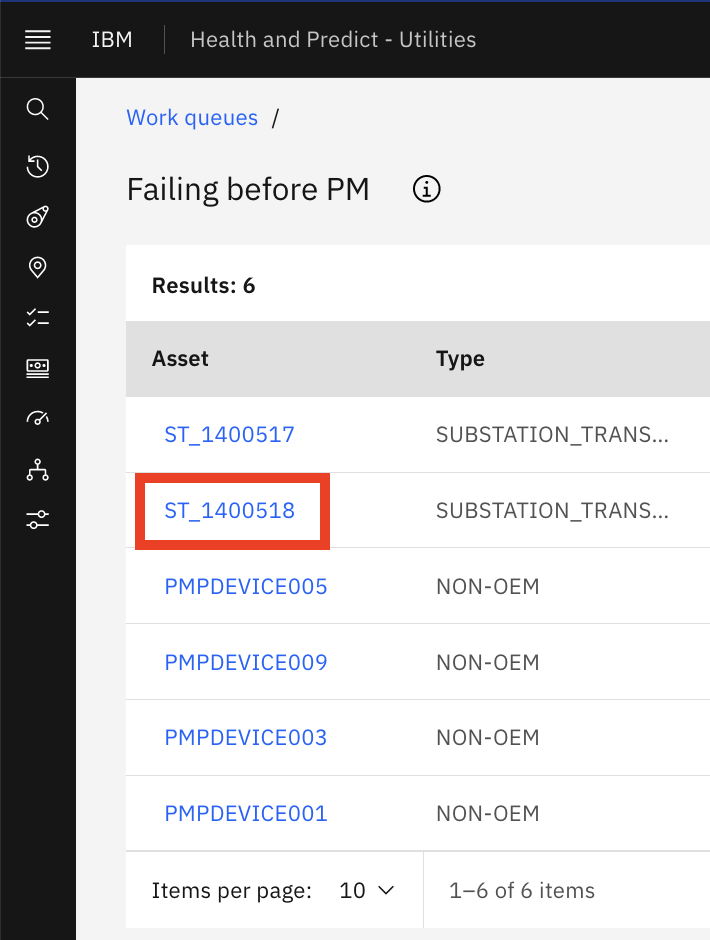 IBM Health and Predict - Utilities
Work queues /
Failing before PM
Results: 6
Asset Type
ST_1400517 SUBSTATION_TRANS...
ST_1400518 SUBSTATION_TRANS...
PMPDEVICE005 NON-OEM
PMPDEVICE009 NON-OEM
PMPDEVICE003 NON-OEM
PMPDEVICE001 NON-OEM
Items per page: 10 1–6 of 6 items